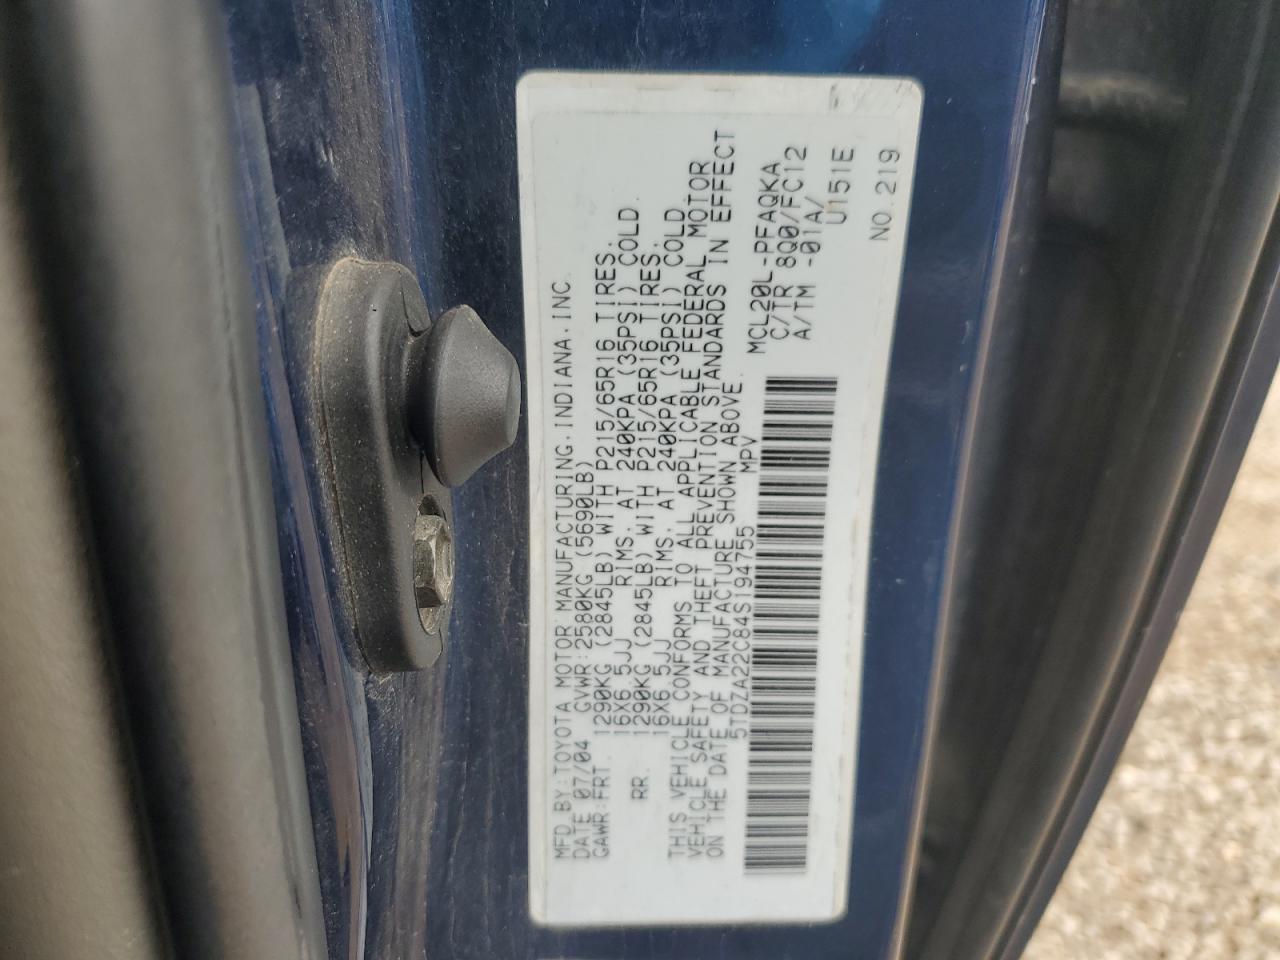 MFD BY:TOYOTA MOTOR MANUFACTURING.INDIANA.INC.
DATE 07/04 GVWR:2580KG (5690LB)
GAWR:FRT. 1290KG (2845LB) WITH P215/65R16 TIRES.
16X6.5JJ RIMS. AT 240KPA (35PSI) COLD.
RR. 1290KG (2845LB) WITH P215/65R16 TIRES.
16X6.5JJ RIMS. AT 240KPA (35PSI) COLD.
THIS VEHICLE CONFORMS TO ALL APPLICABLE FEDERAL MOTOR
VEHICLE SAFETY AND THEFT PREVENTION STANDARDS IN EFFECT
ON THE DATE OF MANUFACTURE SHOWN ABOVE.
5TDZA22C84S194755 MPV
MCL20L-PFAQKA
C/TR 8Q0/FC12
A/TM -01A/
U151E
NO.219